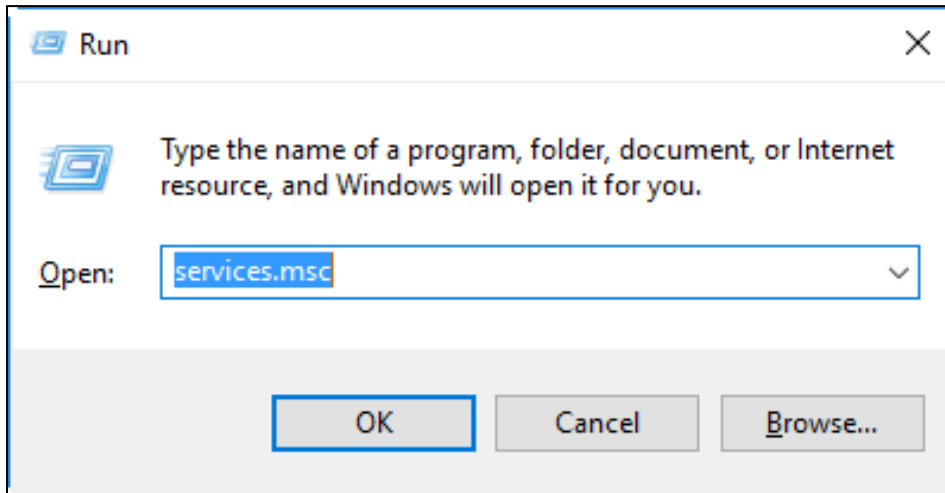 Run
Type the name of a program, folder, document, or Internet
resource, and Windows will open it for you.
Open: services.msc
OK Cancel Browse...